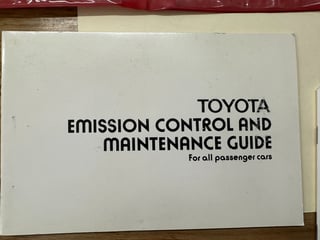 TOYOTA
EMISSION CONTROL AND
MAINTENANCE GUIDE
For all passenger cars